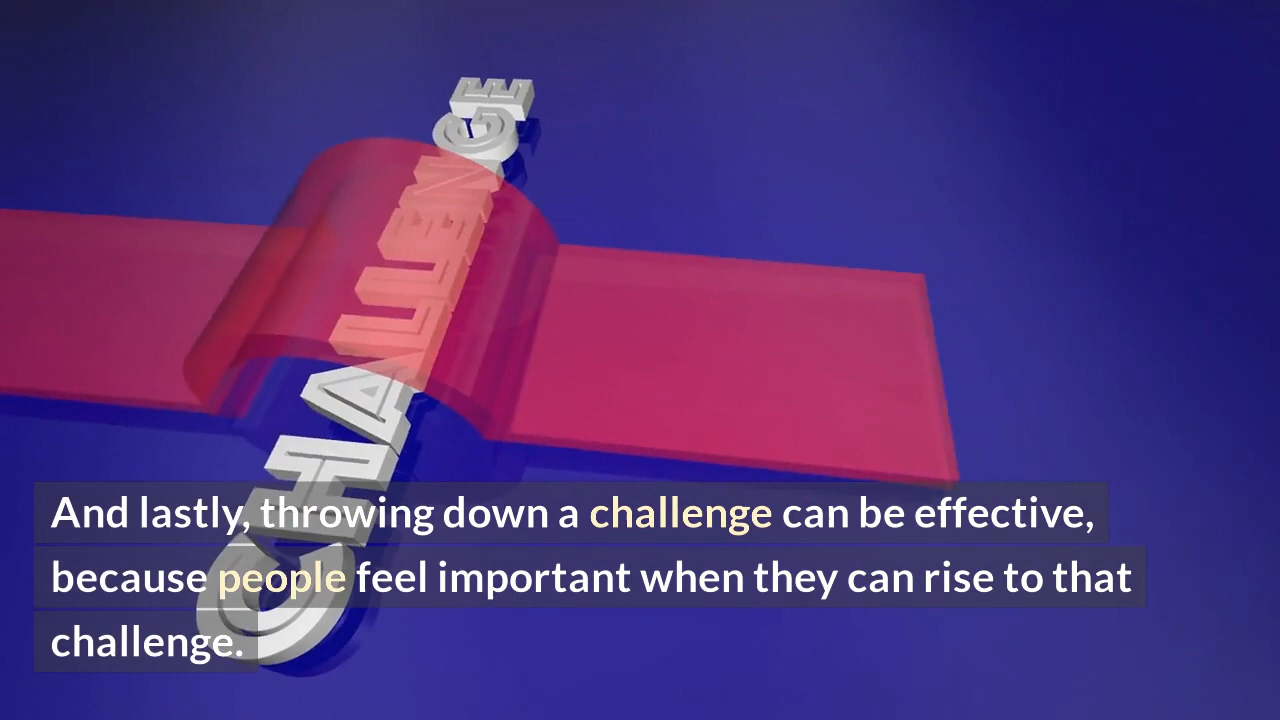 CHALLENGE
And lastly, throwing down a challenge can be effective,
because people feel important when they can rise to that
challenge.